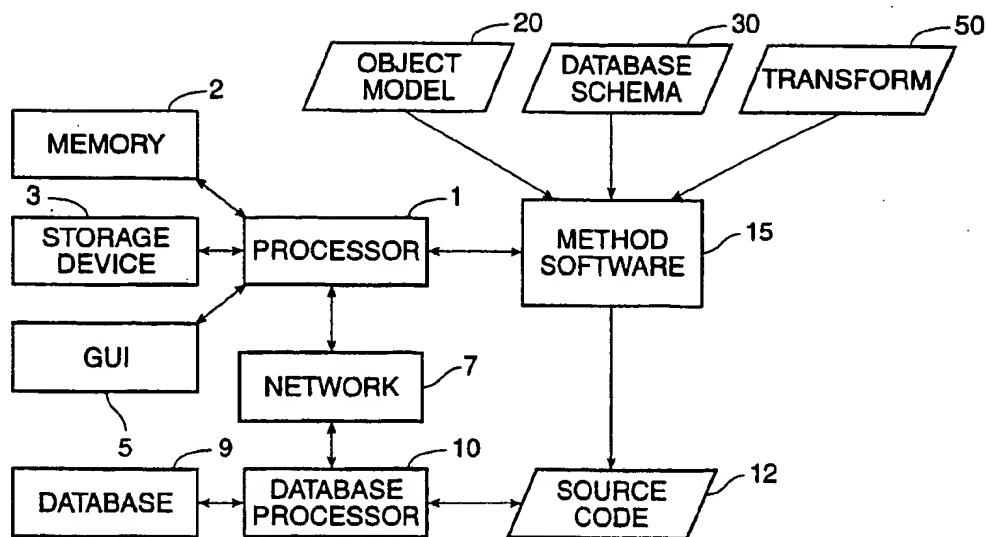 20
30
50
OBJECT
MODEL
DATABASE
SCHEMA
TRANSFORM
2
MEMORY
3
STORAGE
DEVICE
1
PROCESSOR
METHOD
SOFTWARE
15
GUI
5
NETWORK
7
9
DATABASE
10
DATABASE
PROCESSOR
SOURCE
CODE
12